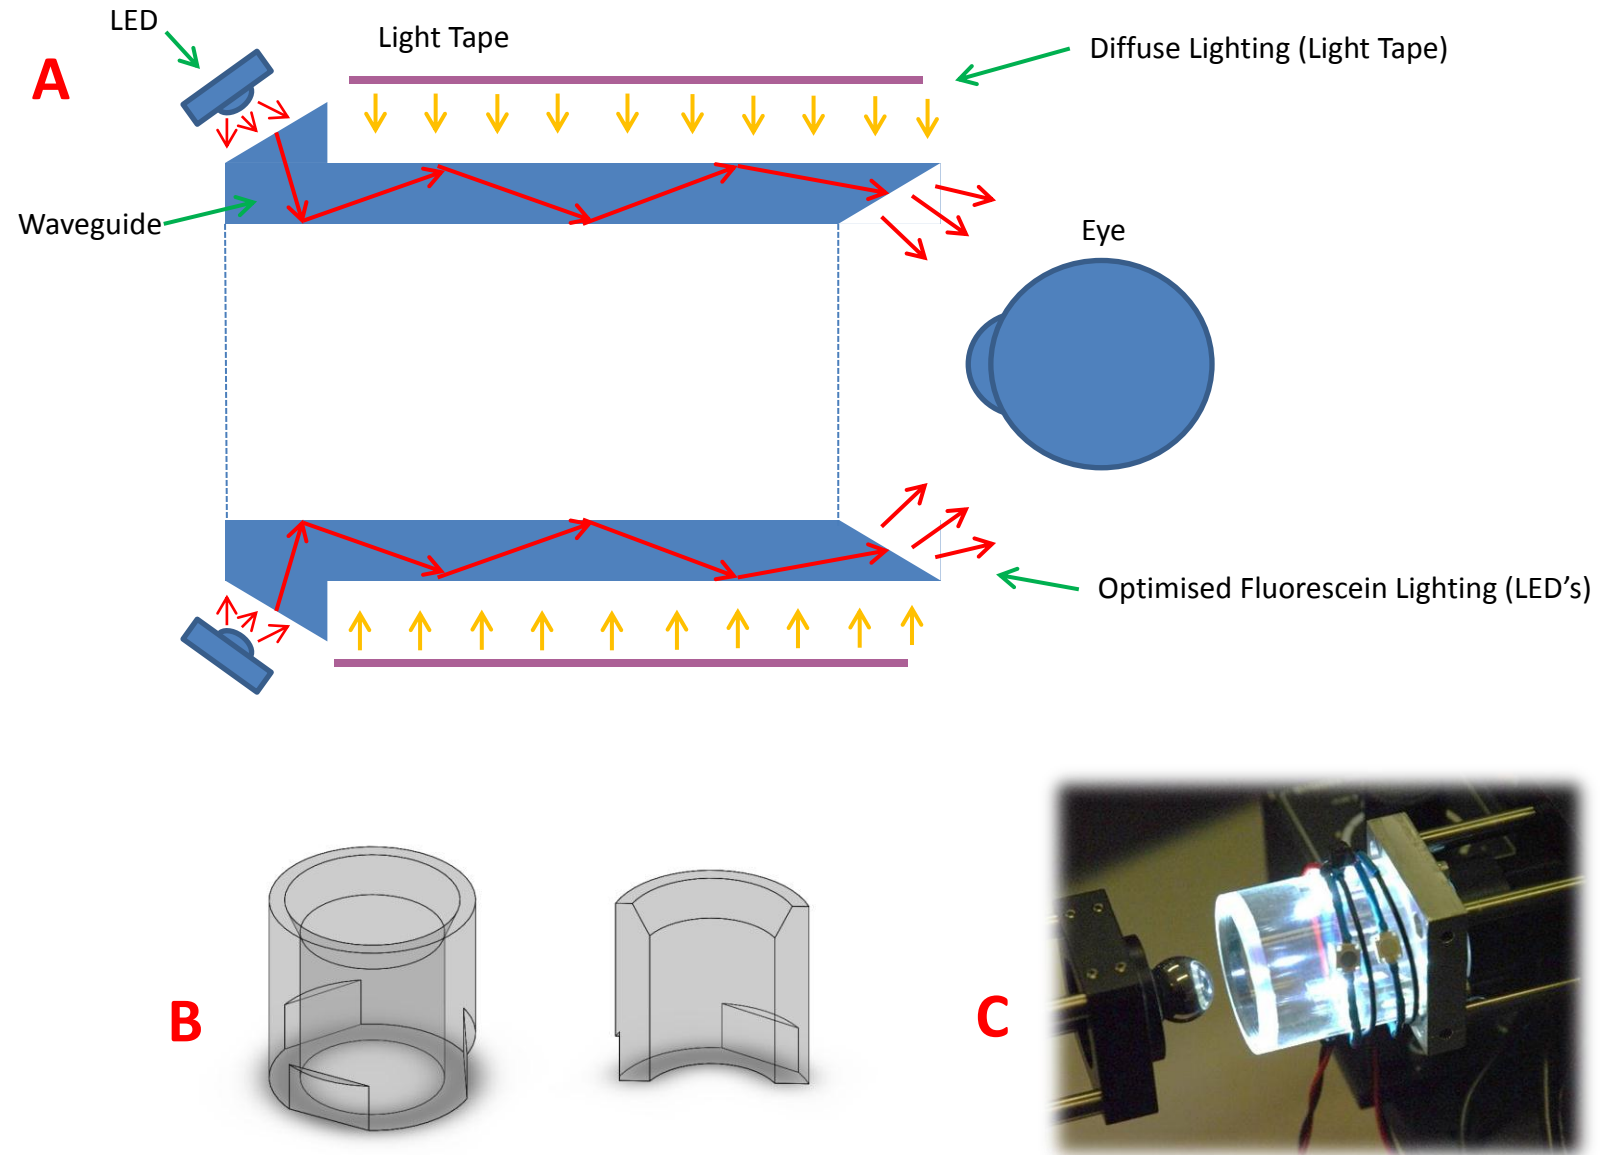 LED
Light Tape
Diffuse Lighting (Light Tape)
A
Waveguide
Eye
Optimised Fluorescein Lighting (LED's)
B
C